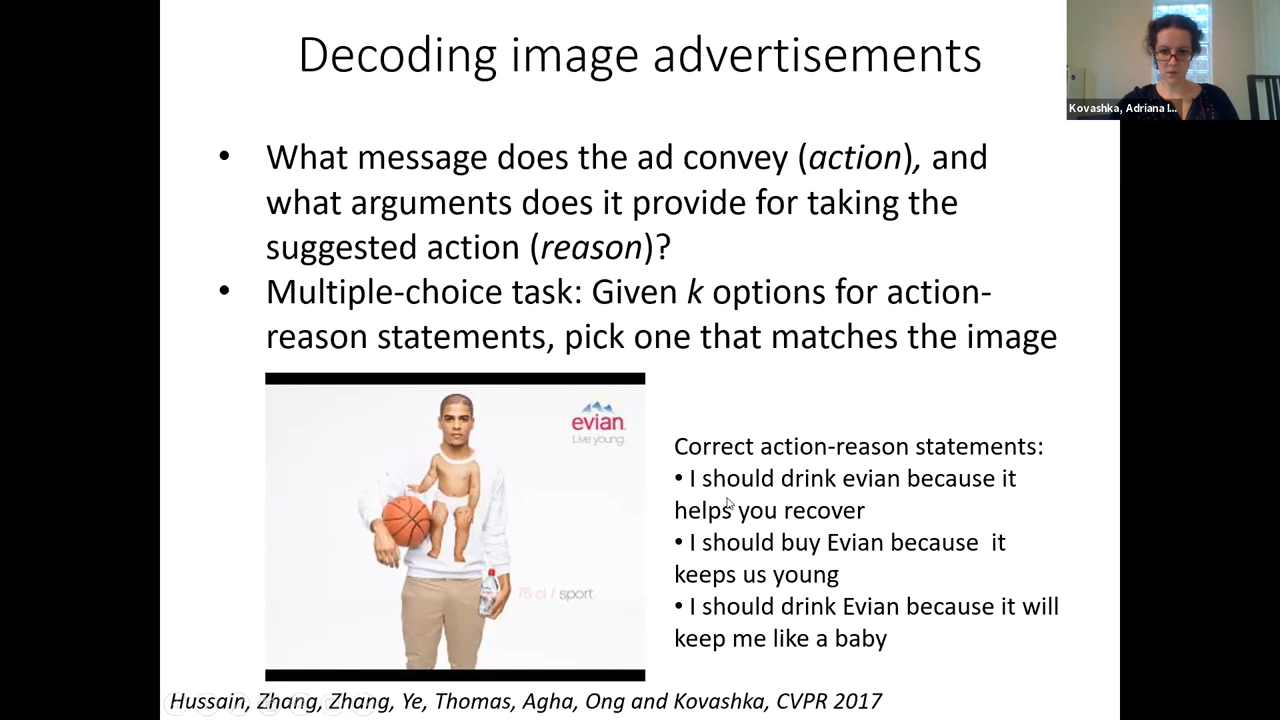 Decoding image advertisements
Kovashka, Adriana I...
• What message does the ad convey (action), and
what arguments does it provide for taking the
suggested action (reason)?
• Multiple-choice task: Given k options for action-
reason statements, pick one that matches the image
evian.
Live young.
75 cl / sport
Correct action-reason statements:
• I should drink evian because it
helps you recover
• I should buy Evian because it
keeps us young
• I should drink Evian because it will
keep me like a baby
Hussain, Zhang, Zhang, Ye, Thomas, Agha, Ong and Kovashka, CVPR 2017